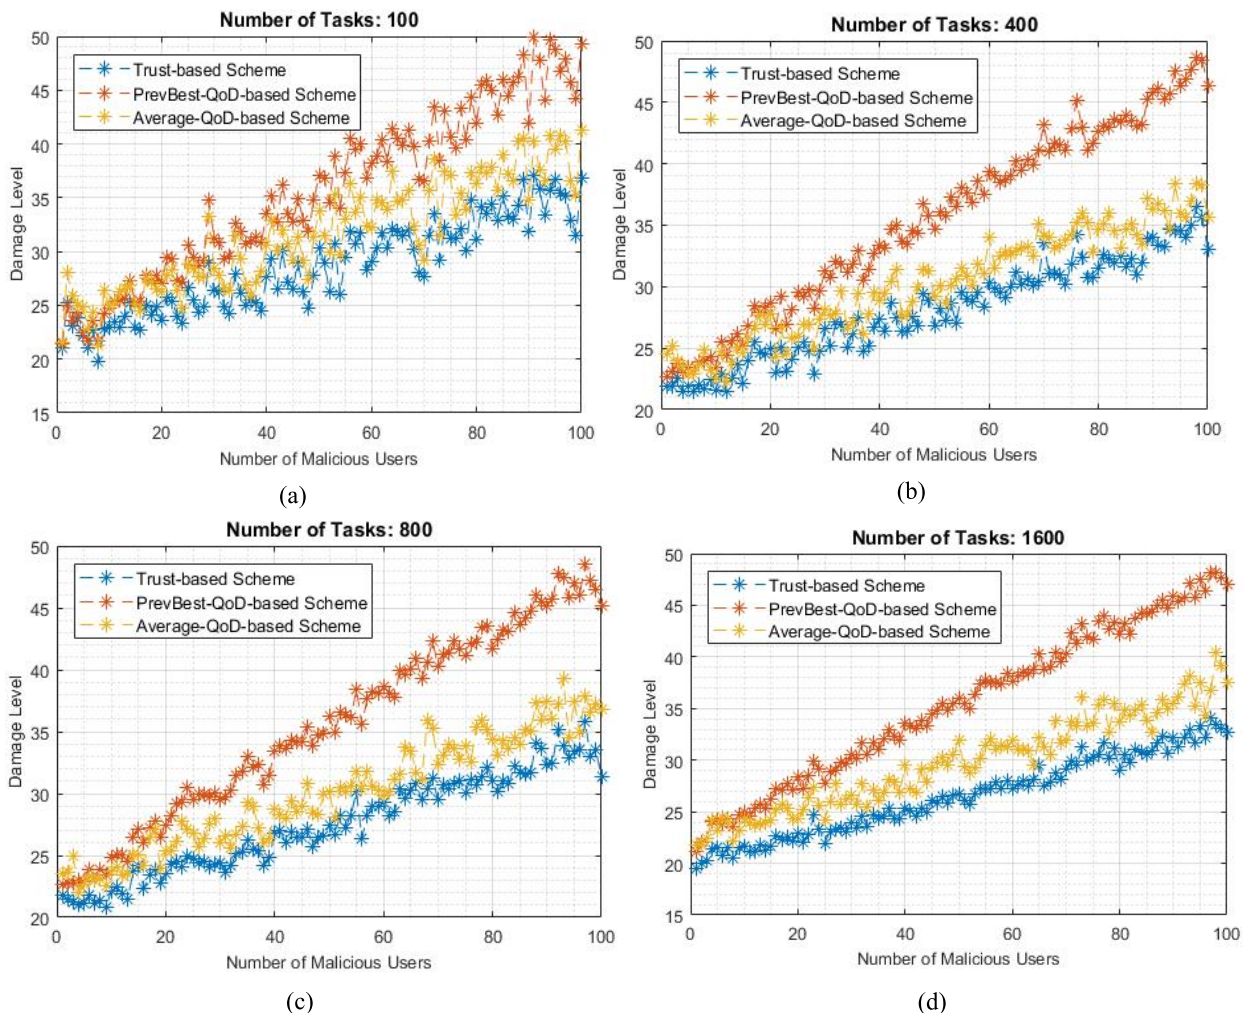 Number of Tasks: 100
50
45
40
35
30
25
20
15
Damage Level
Trust-based Scheme
PrevBest-QoD-based Scheme
Average-QoD-based Scheme
0 20 40 60 80 100
Number of Malicious Users
(a)
Number of Tasks: 400
50
45
40
35
30
25
20
Damage Level
Trust-based Scheme
PrevBest-QoD-based Scheme
Average-QoD-based Scheme
0 20 40 60 80 100
Number of Malicious Users
(b)
Number of Tasks: 800
50
45
40
35
30
25
20
Damage Level
Trust-based Scheme
PrevBest-QoD-based Scheme
Average-QoD-based Scheme
0 20 40 60 80 100
Number of Malicious Users
(c)
Number of Tasks: 1600
50
45
40
35
30
25
20
15
Damage Level
Trust-based Scheme
PrevBest-QoD-based Scheme
Average-QoD-based Scheme
0 20 40 60 80 100
Number of Malicious Users
(d)